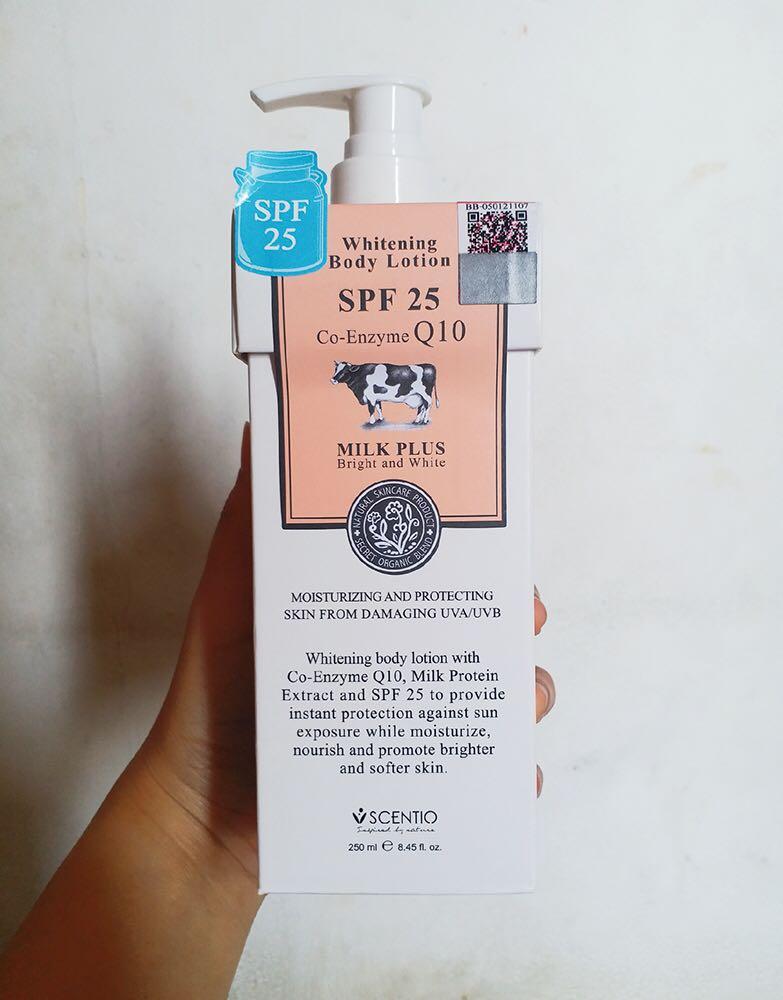 SPF
25
BB-050121107
Whitening
Body Lotion
SPF 25
Co-Enzyme Q10
MILK PLUS
Bright and White
NATURAL SKINCARE PRODUCT
SECRET ORGANIC BLEND
MOISTURIZING AND PROTECTING
SKIN FROM DAMAGING UVA/UVB
Whitening body lotion with
Co-Enzyme Q10, Milk Protein
Extract and SPF 25 to provide
instant protection against sun
exposure while moisturize,
nourish and promote brighter
and softer skin.
SCENTIO
Inspired by nature
250 ml e 8.45 fl. oz.